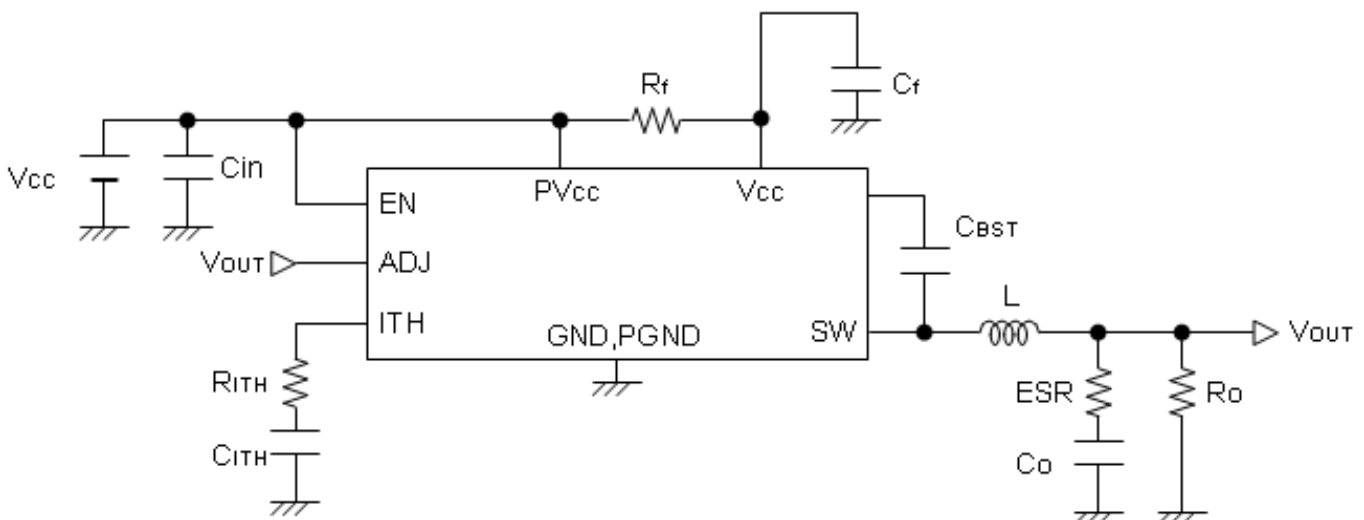 Rf
Cf
Vcc
Cin
PVcc
Vcc
EN
CBST
VOUT
ADJ
L
ITH
GND,PGND
SW
VOUT
RITH
ESR
Ro
CITH
Co